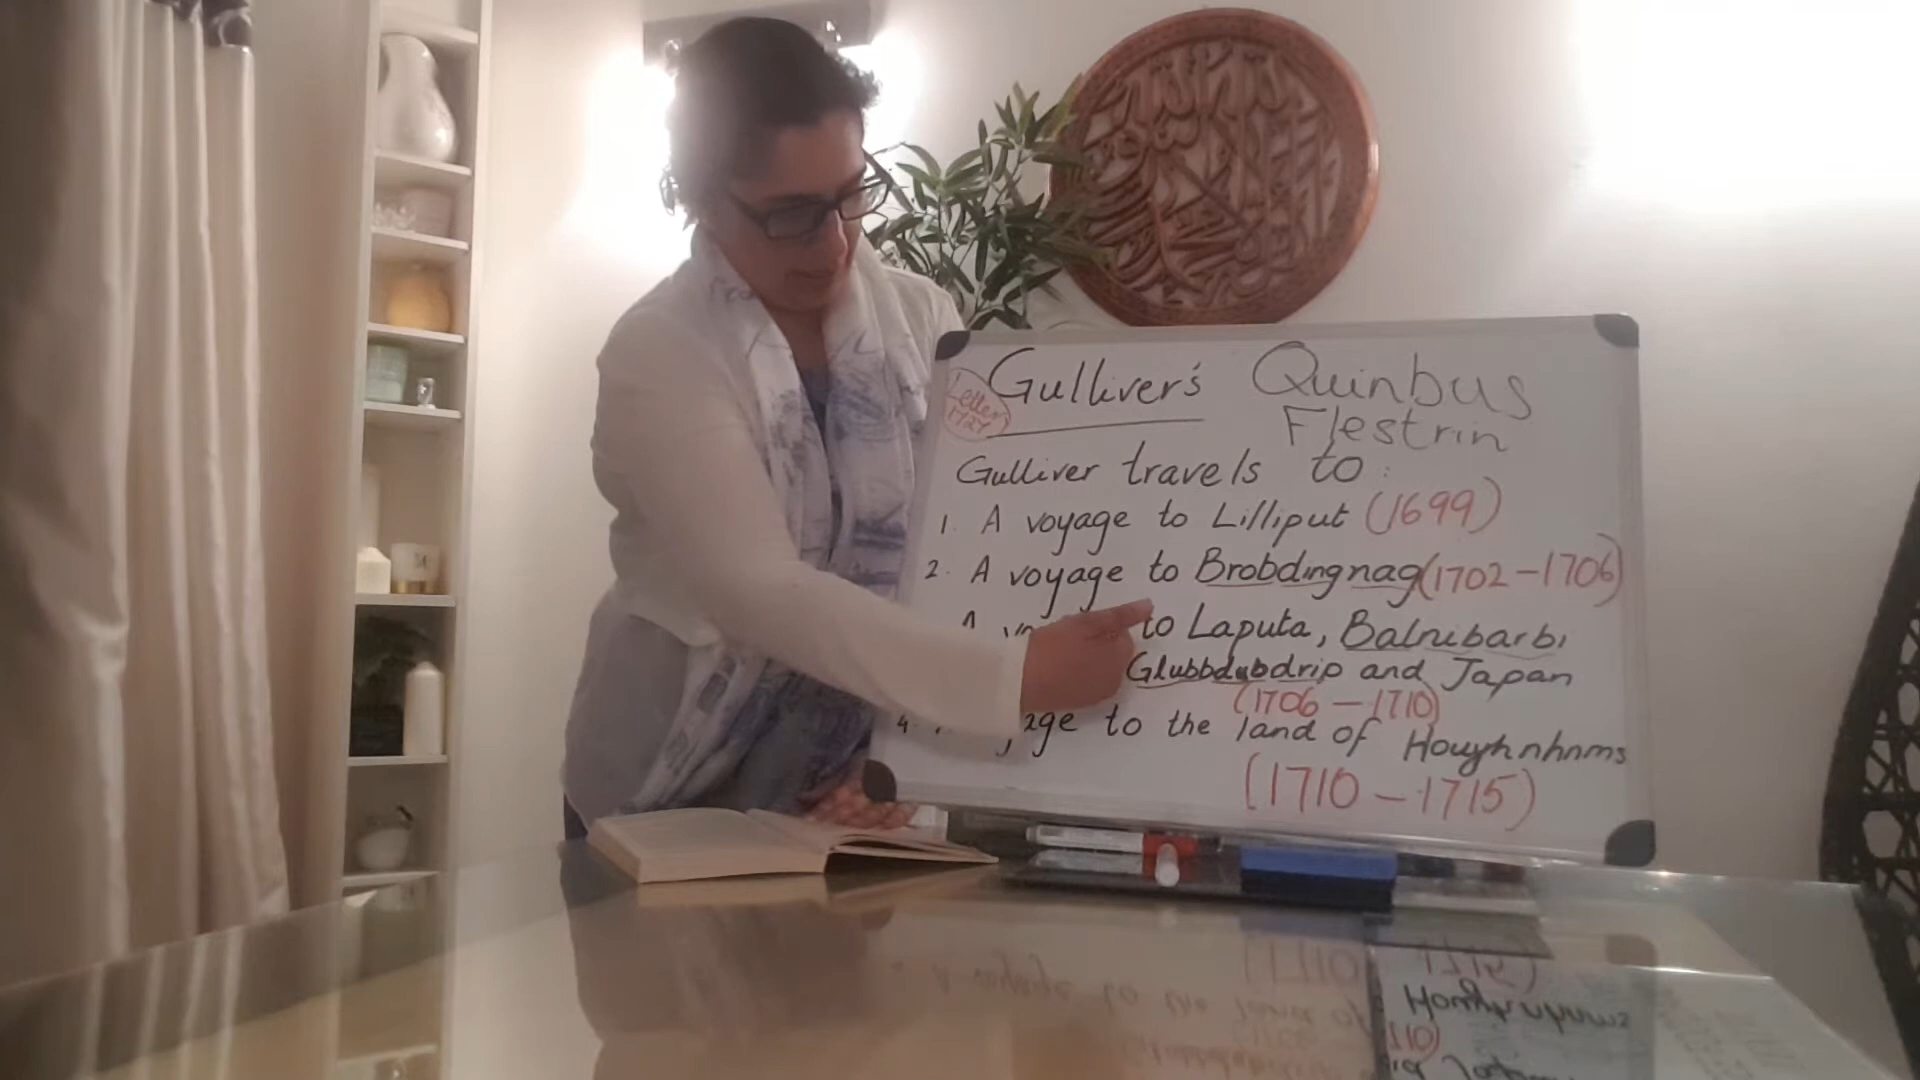 Letter
1727
Gulliver's Quinbus
Flestrin
Gulliver travels to:
1. A voyage to Lilliput (1699)
2. A voyage to Brobdingnag (1702-1706)
to Laputa, Balnibarbi
Glubbdubdrip and Japan
(1706-1710)
4. to the land of Houyhnhnms
(1710-1715)